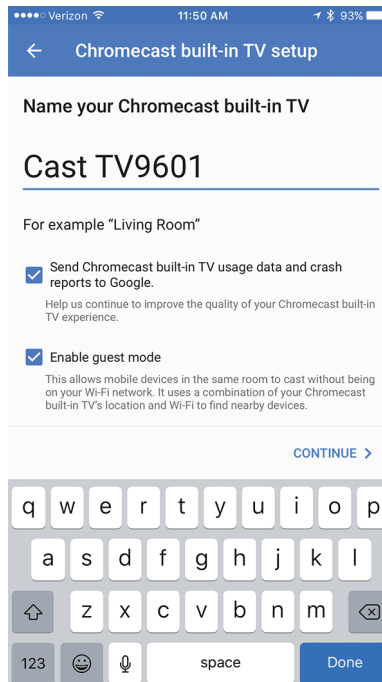 Verizon 11:50 AM 93%
Chromecast built-in TV setup
Name your Chromecast built-in TV
Cast TV9601
For example “Living Room”
Send Chromecast built-in TV usage data and crash
reports to Google.
Help us continue to improve the quality of your Chromecast built-in
TV experience.
Enable guest mode
This allows mobile devices in the same room to cast without being
on your Wi-Fi network. It uses a combination of your Chromecast
built-in TV's location and Wi-Fi to find nearby devices.
CONTINUE
q w e r t y u i o p
a s d f g h j k l
z x c v b n m
123 space Done